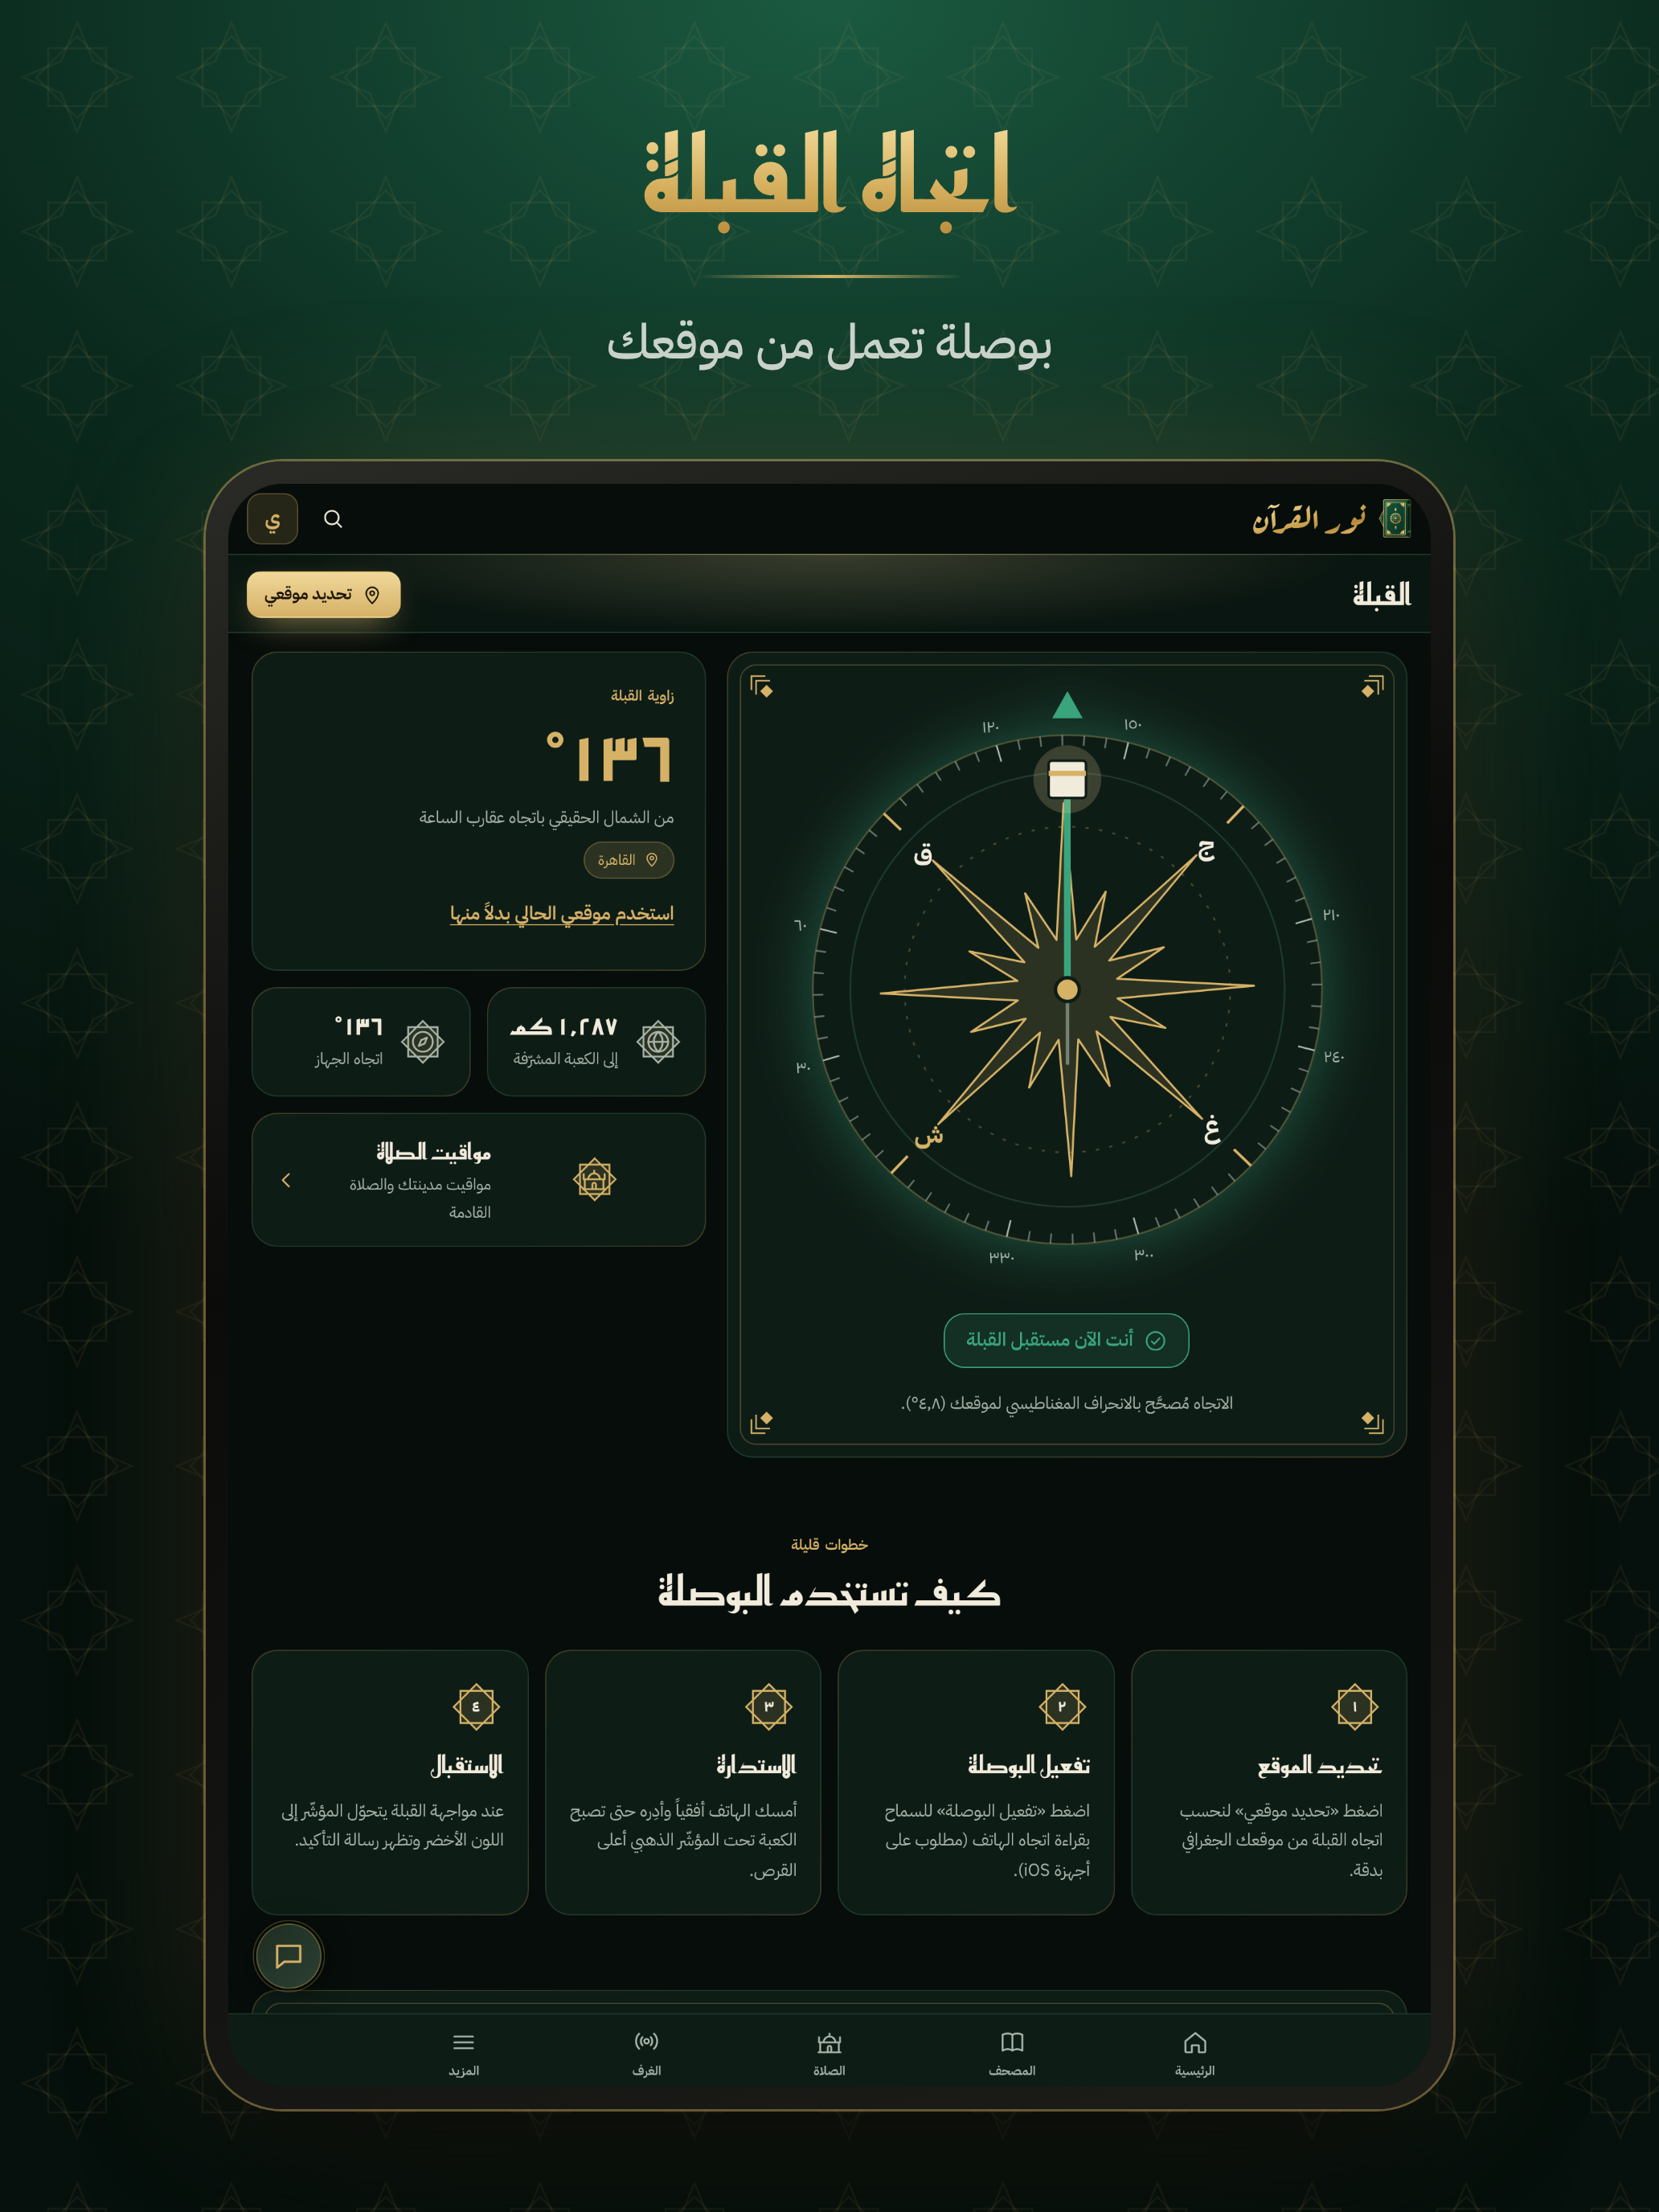 اتجاه القبلة
بوصلة تعمل من موقعك
نور القرآن
ي
القبلة
تحديد موقعي
١٢٠
١٥٠
ق
ج
٦٠
٢١٠
٣٠
٢٤٠
ش
غ
٣٣٠
٣٠٠
أنت الآن مستقبل القبلة
الاتجاه مُصحَّح بالانحراف المغناطيسي لموقعك (٤٫٨°).
زاوية القبلة
١٣٦°
من الشمال الحقيقي باتجاه عقارب الساعة
القاهرة
استخدم موقعي الحالي بدلاً منها
١٬٢٨٧ كم
إلى الكعبة المشرّفة
١٣٦°
اتجاه الجهاز
مواقيت الصلاة
مواقيت مدينتك والصلاة
القادمة
خطوات قليلة
كيف تستخدم البوصلة
١
تحديد الموقع
اضغط «تحديد موقعي» لنحسب
اتجاه القبلة من موقعك الجغرافي
بدقة.
٢
تفعيل البوصلة
اضغط «تفعيل البوصلة» للسماح
بقراءة اتجاه الهاتف (مطلوب على
أجهزة iOS).
٣
الاستدارة
أمسك الهاتف أفقياً وأدِره حتى تصبح
الكعبة تحت المؤشّر الذهبي أعلى
القرص.
٤
الاستقبال
عند مواجهة القبلة يتحوّل المؤشّر إلى
اللون الأخضر وتظهر رسالة التأكيد.
الرئيسية
المصحف
الصلاة
الغرف
المزيد